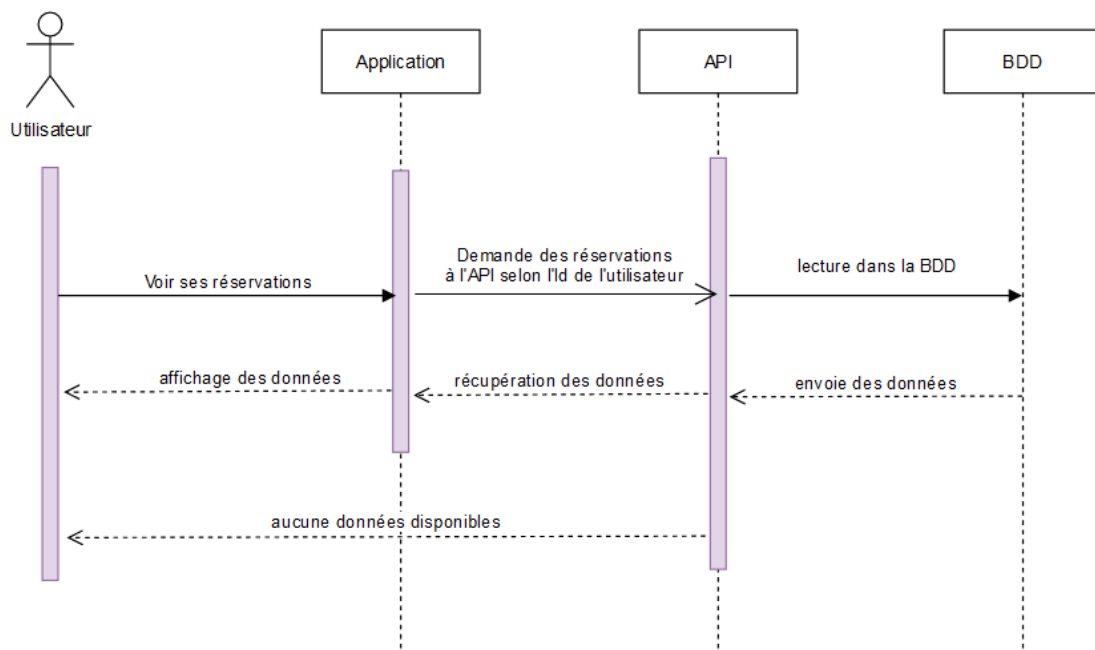 Utilisateur
Application
API
BDD
Voir ses réservations
Demande des réservations
à l'API selon l'Id de l'utilisateur
lecture dans la BDD
affichage des données
récupération des données
envoie des données
aucune données disponibles